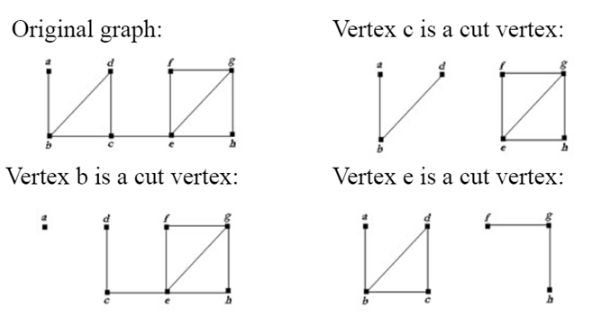 Original graph:
a d f g
b c e h
Vertex c is a cut vertex:
a d f g
b e h
Vertex b is a cut vertex:
a d f g
c e h
Vertex e is a cut vertex:
a d f g
b c h